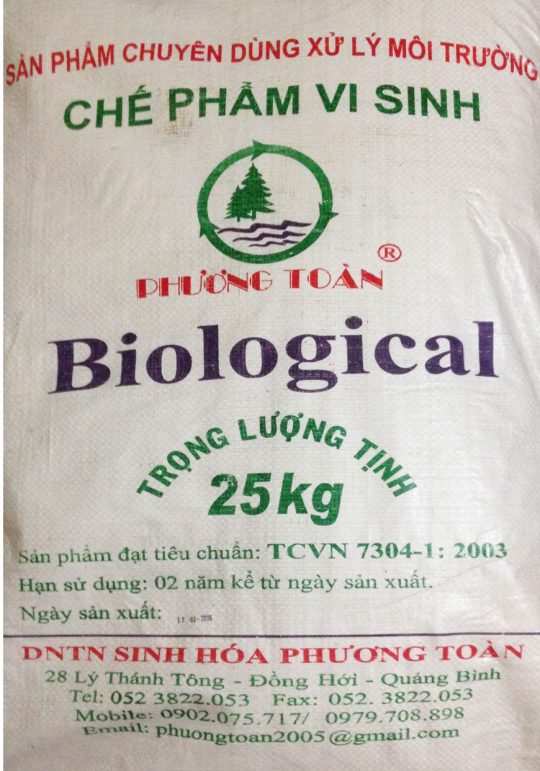 SẢN PHẨM CHUYÊN DÙNG XỬ LÝ MÔI TRƯỜNG
CHẾ PHẨM VI SINH
PHƯƠNG TOÀN ®
Biological
TRỌNG LƯỢNG TỊNH
25kg
Sản phẩm đạt tiêu chuẩn: TCVN 7304-1: 2003
Hạn sử dụng: 02 năm kể từ ngày sản xuất.
Ngày sản xuất:
DNTN SINH HÓA PHƯƠNG TOÀN
28 Lý Thánh Tông - Đồng Hới - Quảng Bình
Tel: 052 3822.053 Fax: 052. 3822.053
Mobile: 0902.075.717/ 0979.708.898
Email: phuongtoan2005@gmail.com